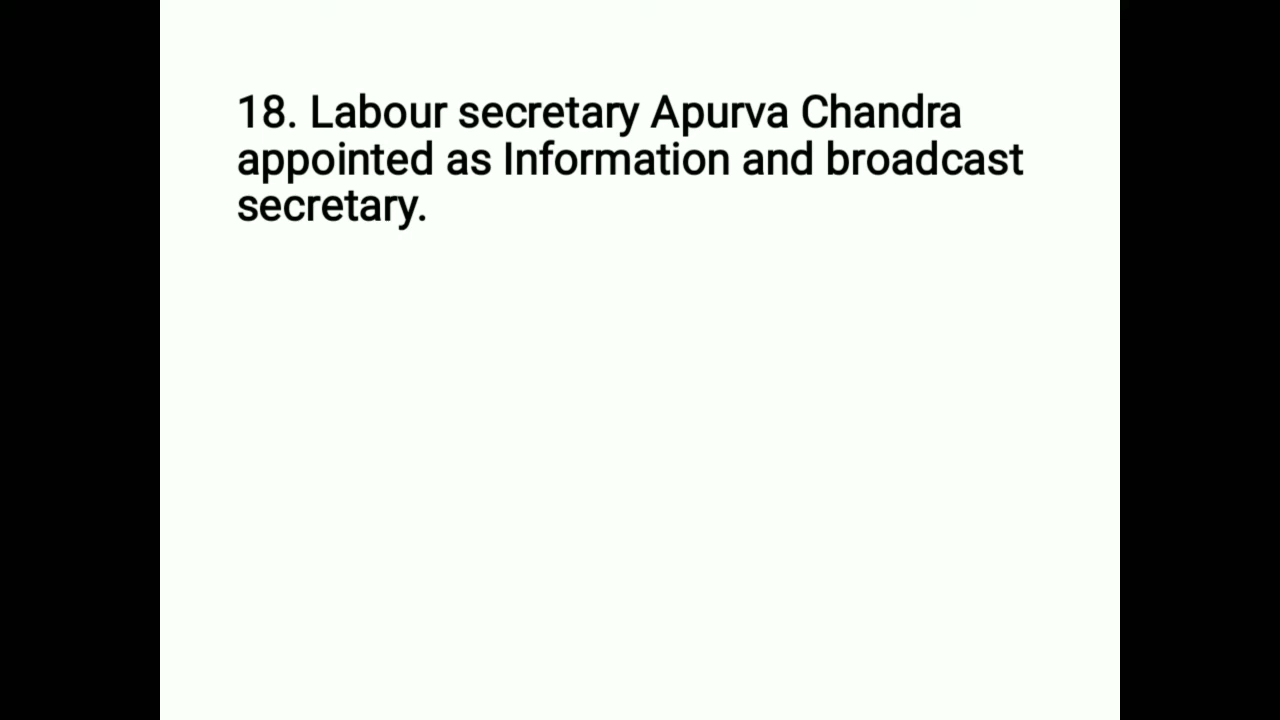 18. Labour secretary Apurva Chandra
appointed as Information and broadcast
secretary.